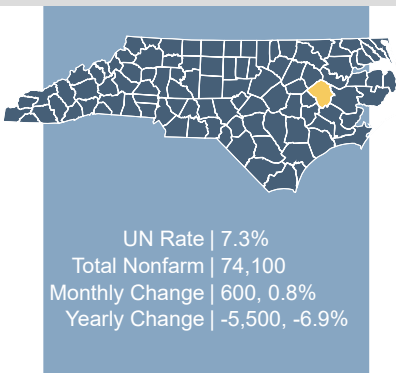 UN Rate | 7.3%
Total Nonfarm | 74,100
Monthly Change | 600, 0.8%
Yearly Change | -5,500, -6.9%